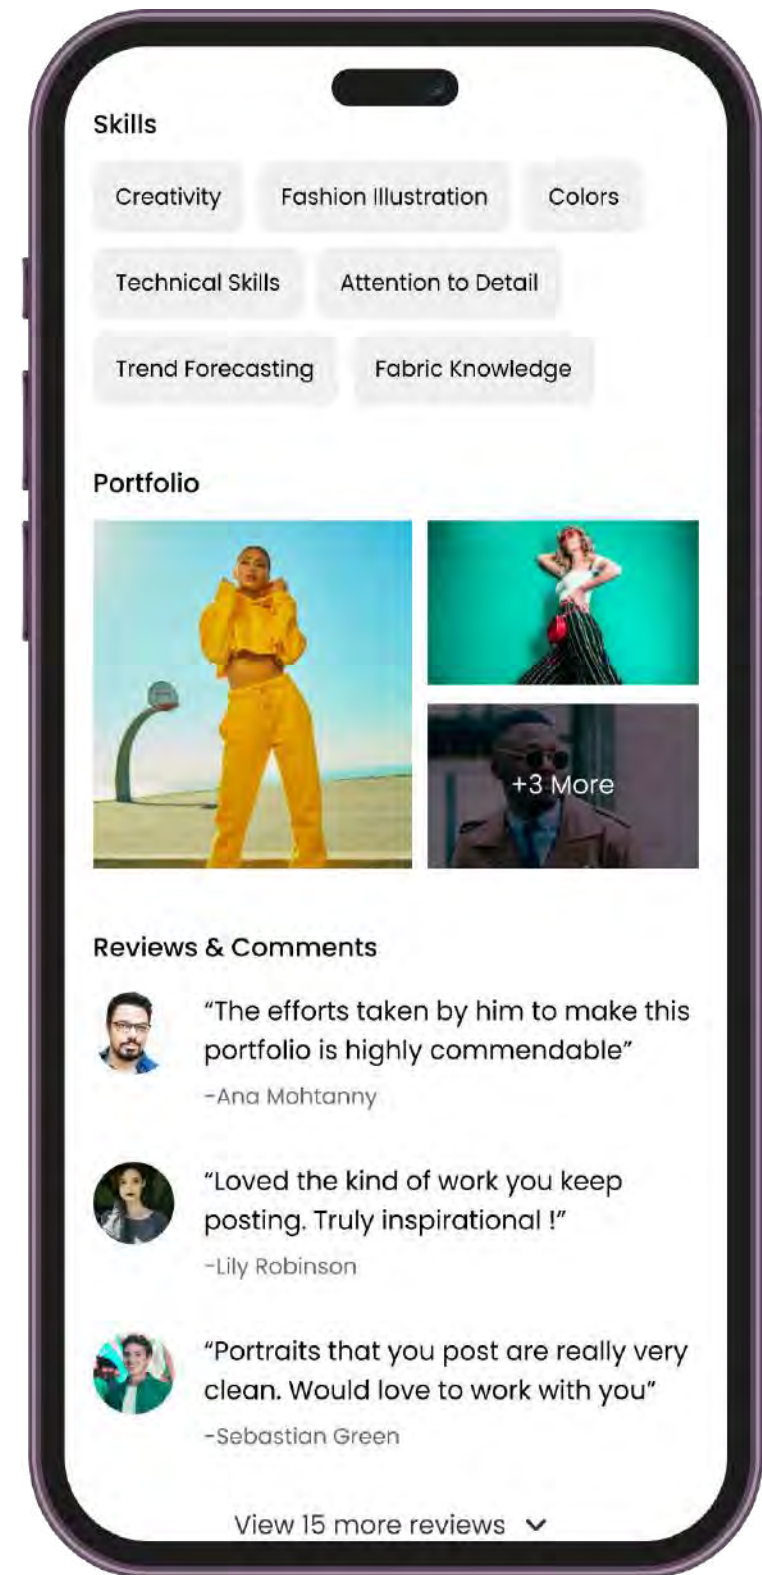 Skills
Creativity Fashion Illustration Colors
Technical Skills Attention to Detail
Trend Forecasting Fabric Knowledge
Portfolio
+3 More
Reviews & Comments
“The efforts taken by him to make this
portfolio is highly commendable”
-Ana Mohtanny
“Loved the kind of work you keep
posting. Truly inspirational !”
-Lily Robinson
“Portraits that you post are really very
clean. Would love to work with you”
-Sebastian Green
View 15 more reviews